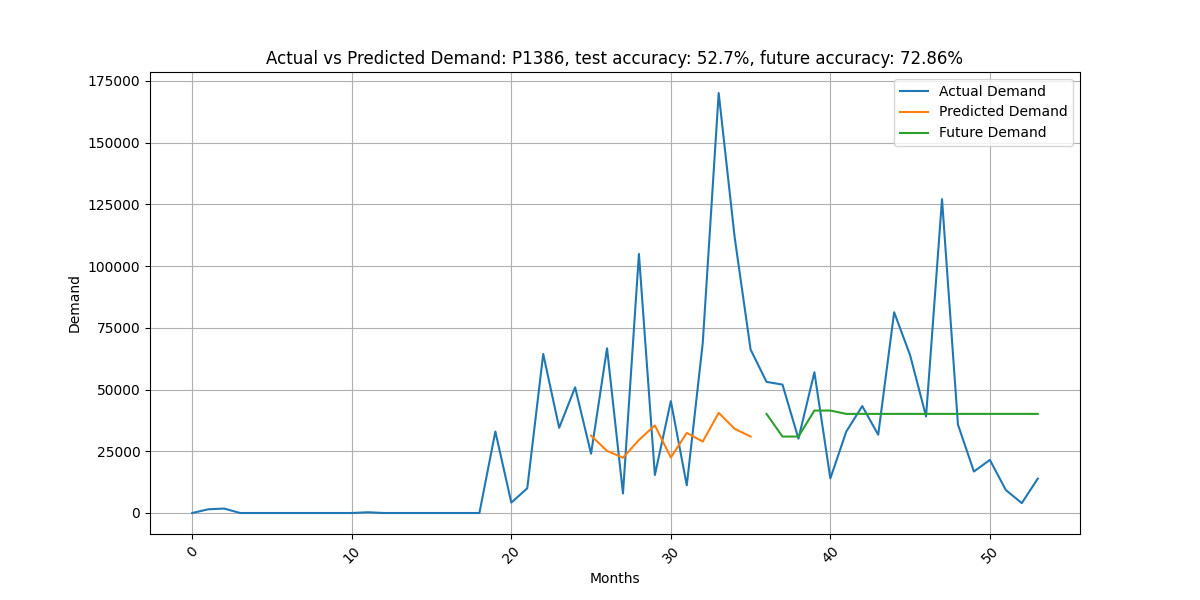 Actual vs Predicted Demand: P1386, test accuracy: 52.7%, future accuracy: 72.86%
175000
150000
125000
100000
75000
50000
25000
0
Demand
Actual Demand
Predicted Demand
Future Demand
0
10
20
30
40
50
Months